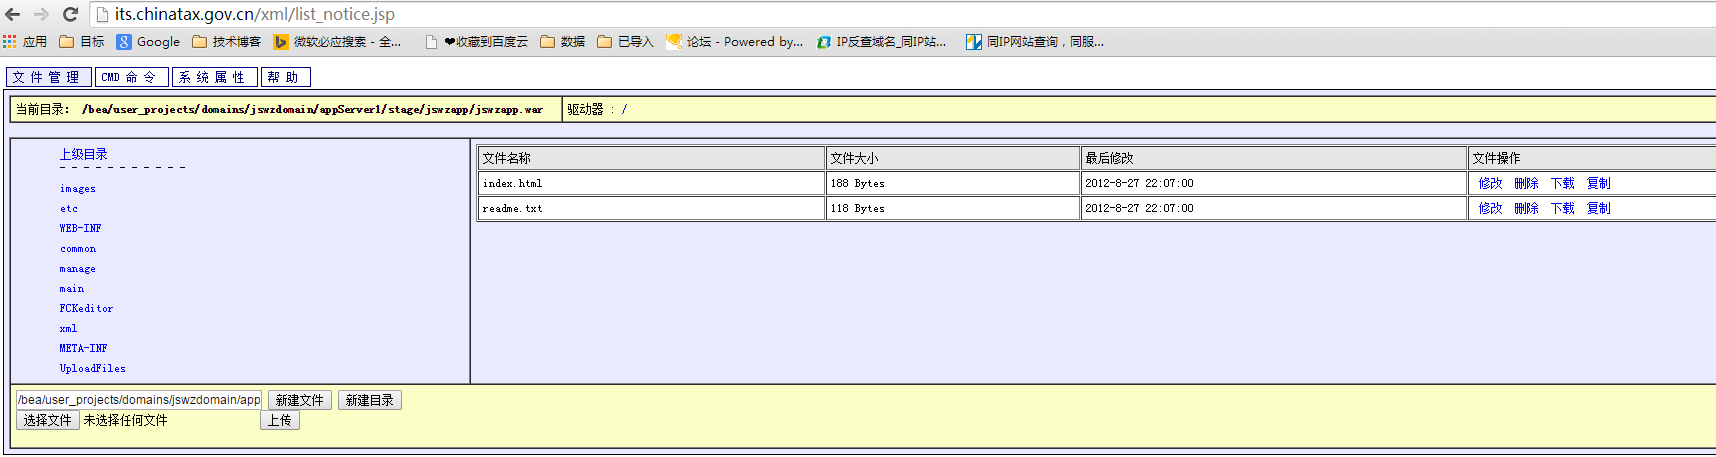 its.chinatax.gov.cn/xml/list_notice.jsp
应用 目标 Google 技术博客 微软必应搜索 - 全... ❤收藏到百度云 数据 已导入 论坛 - Powered by... IP反查域名_同IP站... 同IP网站查询，同服...
文件管理 CMD命令 系统属性 帮助
当前目录: /bea/user_projects/domains/jswzdomain/appServer1/stage/jswzapp/jswzapp.war 驱动器 : /
上级目录
- - - - - - - - - - - -
images
etc
WEB-INF
common
manage
main
FCKeditor
xml
META-INF
UploadFiles
文件名称 文件大小 最后修改 文件操作
index.html 188 Bytes 2012-8-27 22:07:00 修改 删除 下载 复制
readme.txt 118 Bytes 2012-8-27 22:07:00 修改 删除 下载 复制
/bea/user_projects/domains/jswzdomain/app 新建文件 新建目录
选择文件 未选择任何文件 上传